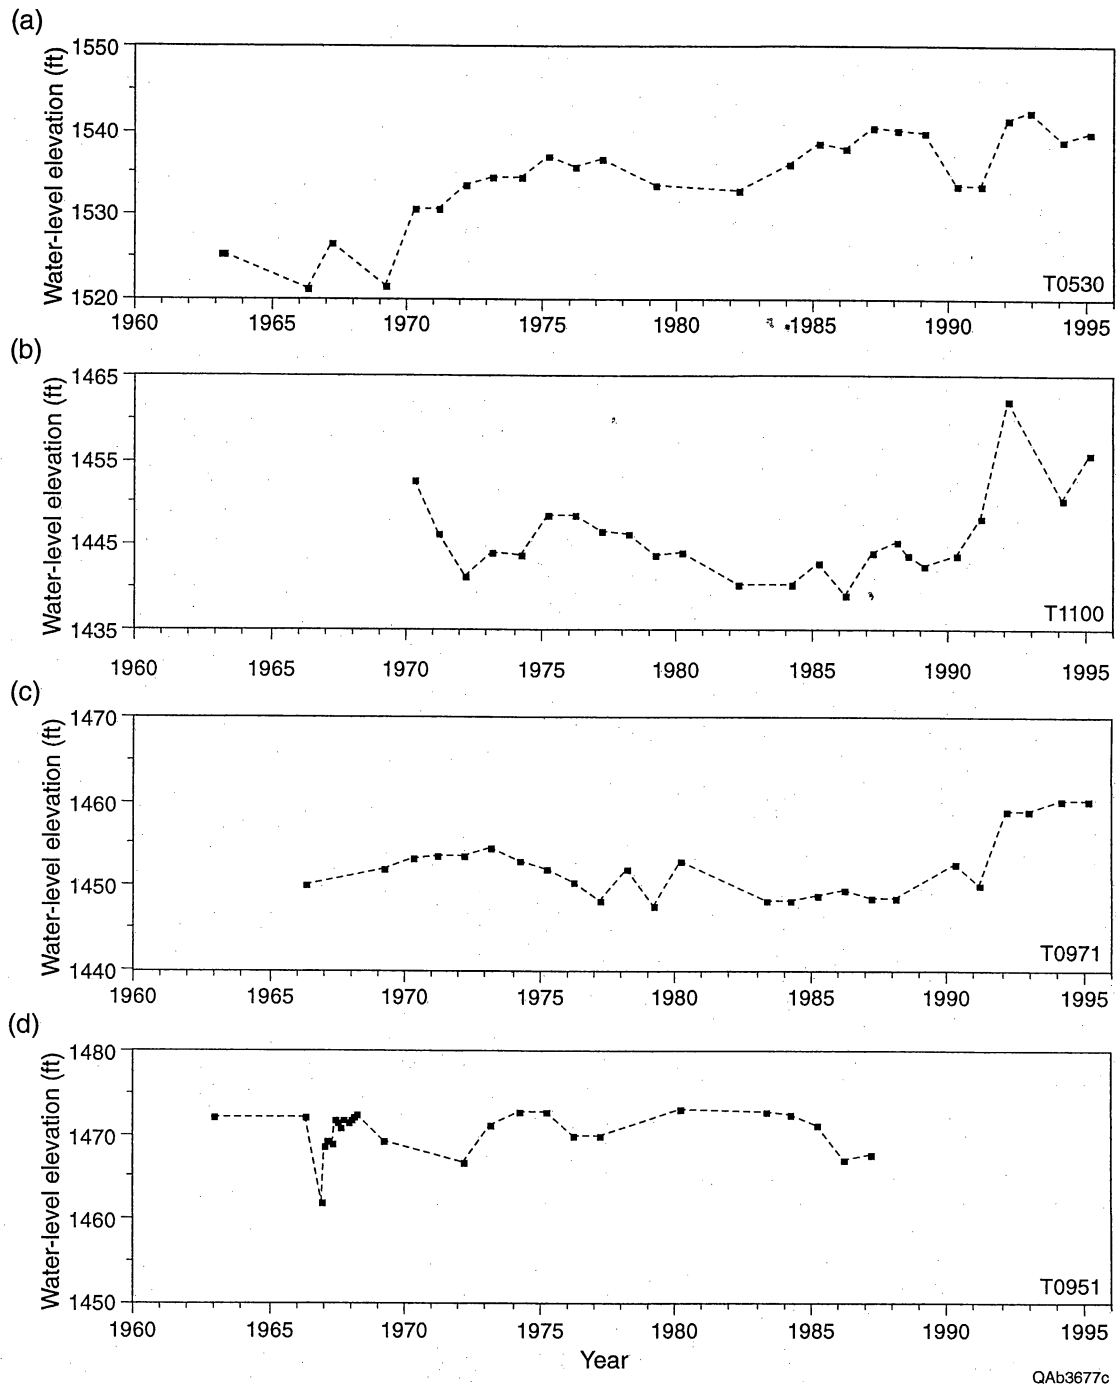 (a)
Water-level elevation (ft)
1550
1540
1530
1520
T0530
1960 1965 1970 1975 1980 1985 1990 1995
(b)
Water-level elevation (ft)
1465
1455
1445
1435
T1100
1960 1965 1970 1975 1980 1985 1990 1995
(c)
Water-level elevation (ft)
1470
1460
1450
1440
T0971
1960 1965 1970 1975 1980 1985 1990 1995
(d)
Water-level elevation (ft)
1480
1470
1460
1450
T0951
1960 1965 1970 1975 1980 1985 1990 1995
Year
QAb3677c